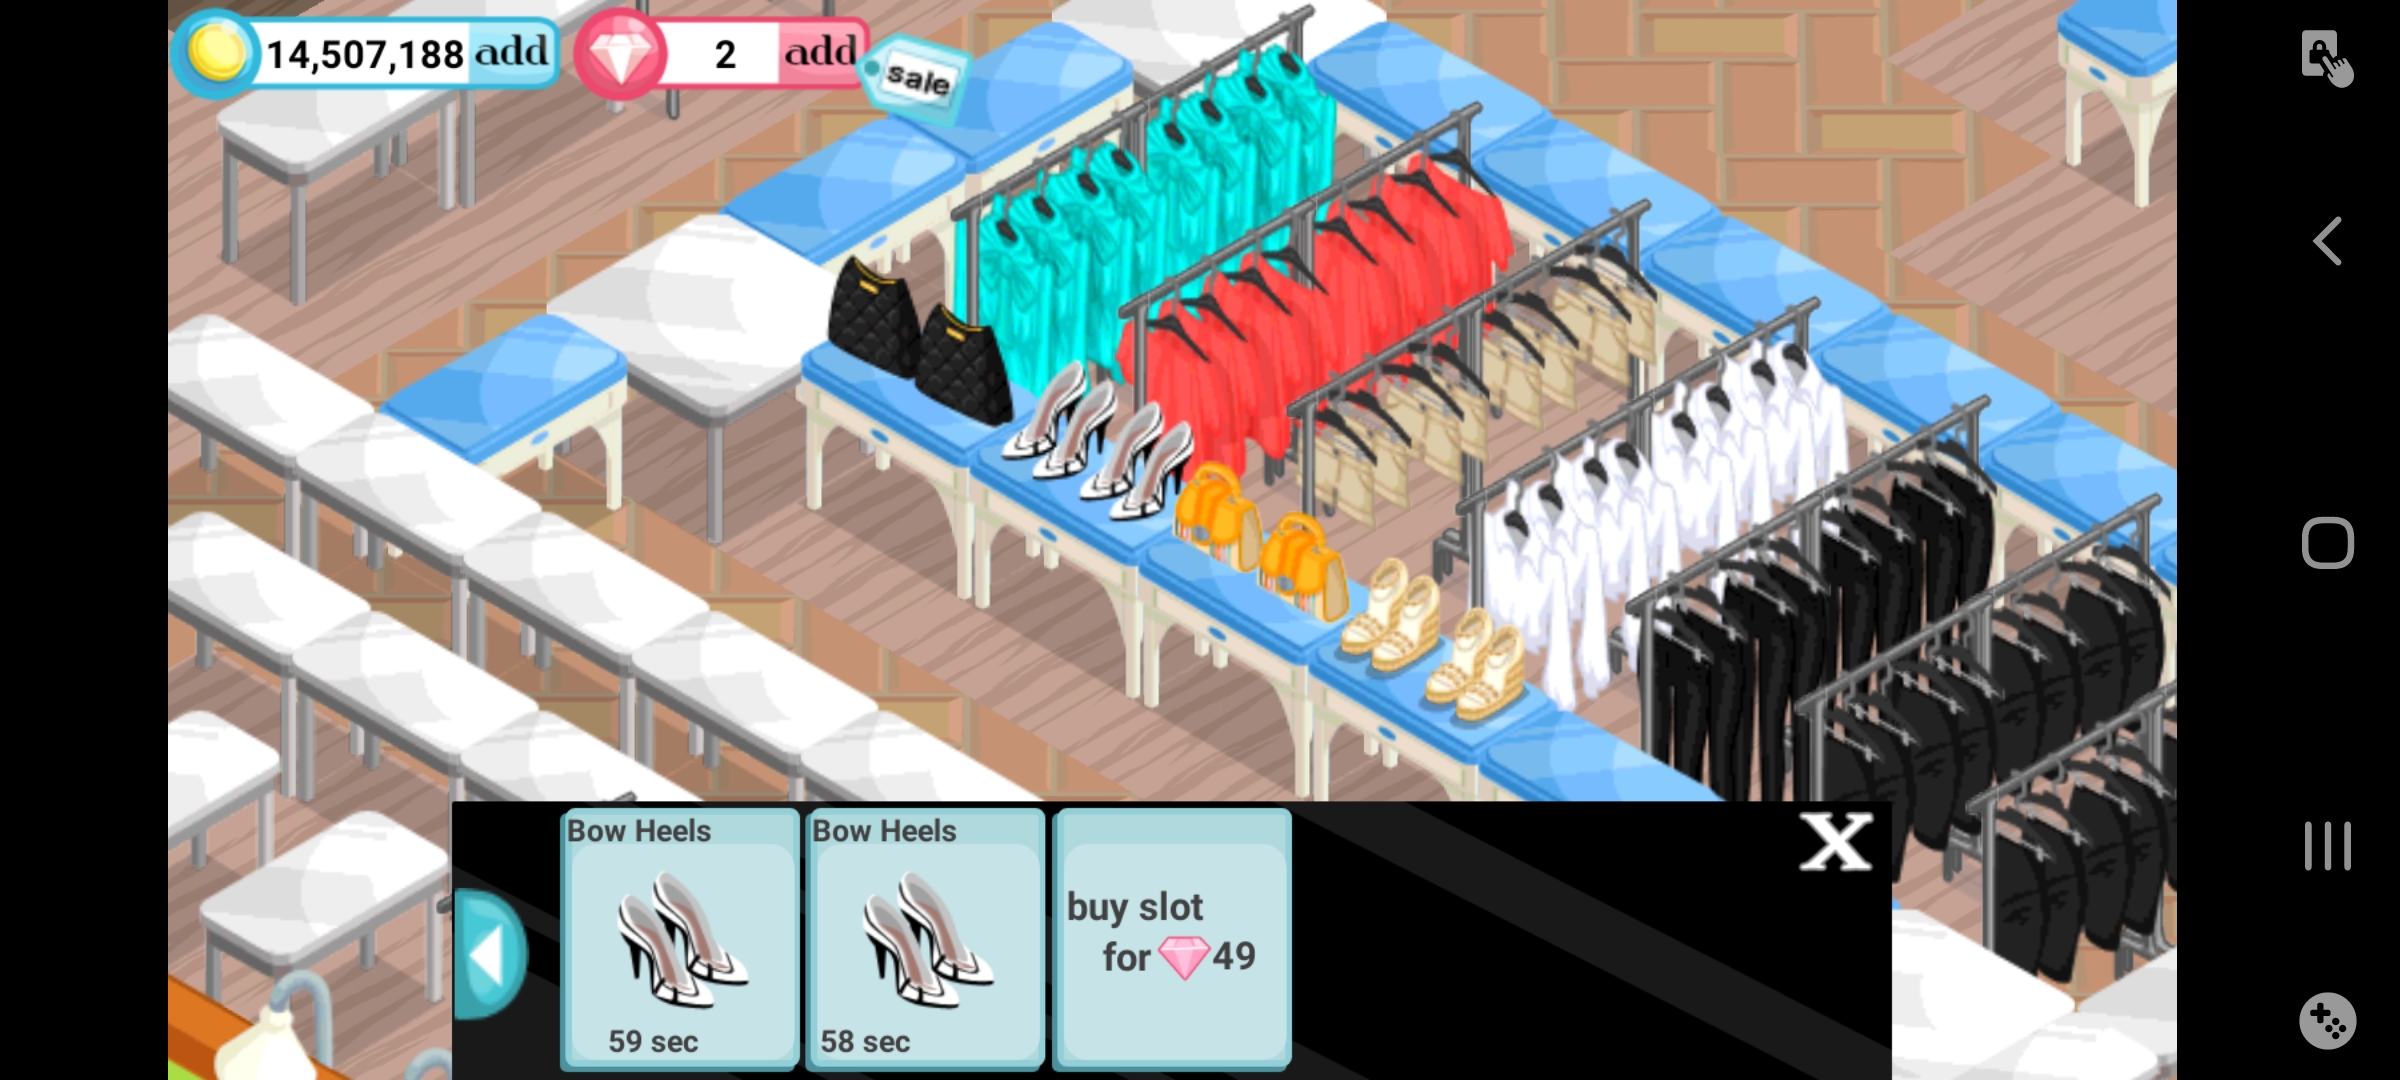 14,507,188 add
2 add
sale
Bow Heels
59 sec
Bow Heels
58 sec
buy slot
for 49
X